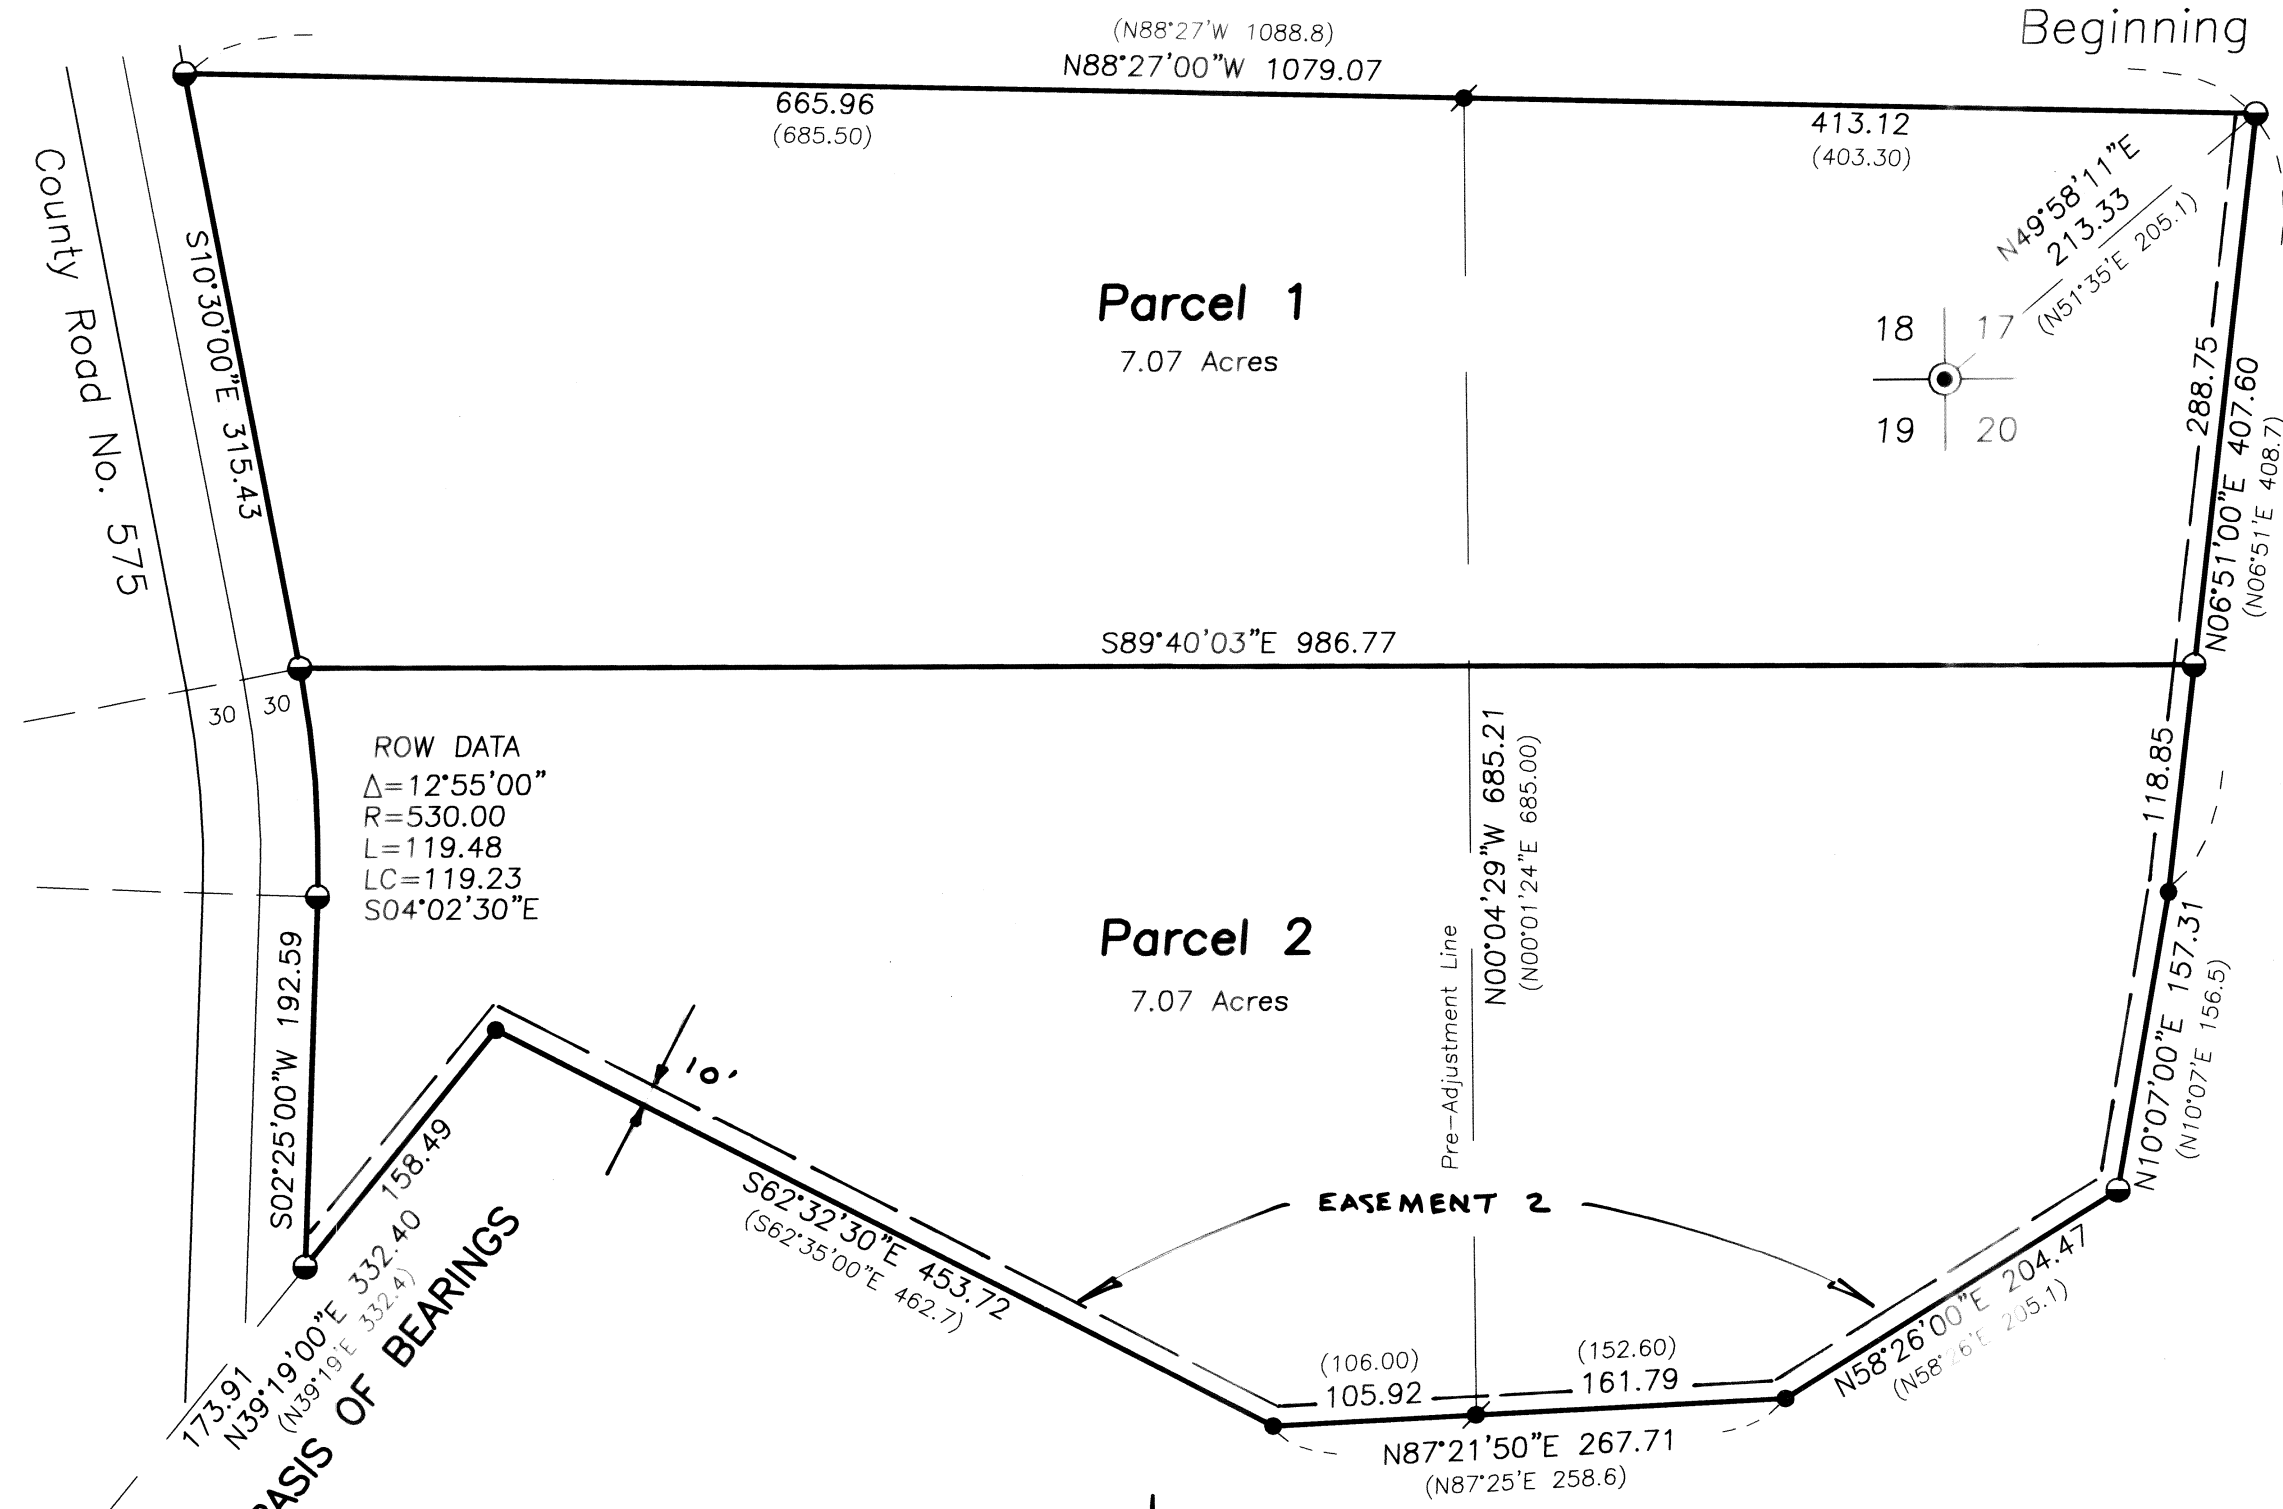 (N88°27'W 1088.8)
N88°27'00"W 1079.07
Beginning
665.96
(685.50)
413.12
(403.30)
N49°58'11"E
213.33
(N51°35'E 205.1)
County Road No. 575
S10°30'00"E 315.43
Parcel 1
7.07 Acres
18 17
19 20
288.75
N06°51'00"E 407.60
(N06°51'E 408.7)
S89°40'03"E 986.77
30 30
ROW DATA
Δ=12°55'00"
R=530.00
L=119.48
LC=119.23
S04°02'30"E
N00°04'29"W 685.21
(N00°01'24"E 685.00)
Pre-Adjustment Line
118.85
Parcel 2
7.07 Acres
S02°25'00"W 192.59
N10°07'00"E 157.31
(N10°07'E 156.5)
10'
158.49
S62°32'30"E 453.72
(S62°35'00"E 462.7)
EASEMENT 2
173.91
N39°19'00"E 332.40
(N39°19'E 332.4)
BASIS OF BEARINGS
(106.00)
105.92
(152.60)
161.79
N58°26'00"E 204.47
(N58°26'E 205.1)
N87°21'50"E 267.71
(N87°25'E 258.6)